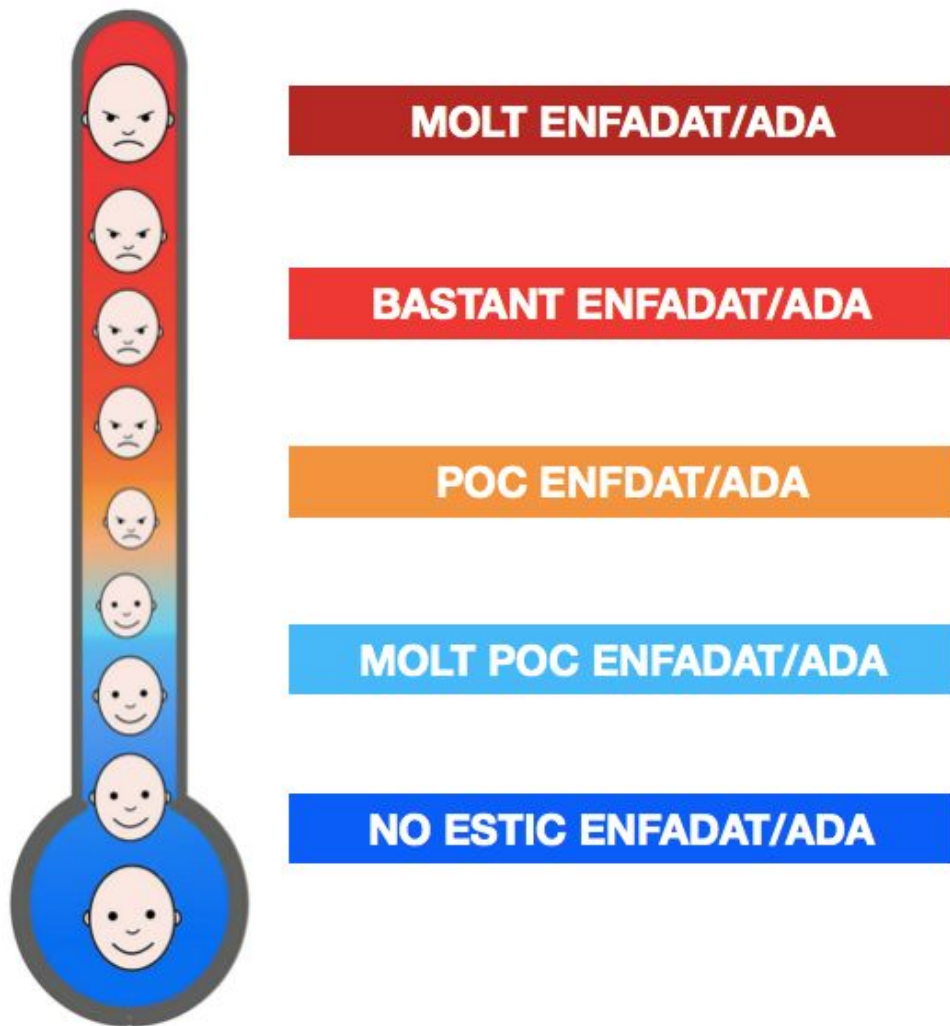 MOLT ENFADAT/ADA
BASTANT ENFADAT/ADA
POC ENFDAT/ADA
MOLT POC ENFADAT/ADA
NO ESTIC ENFADAT/ADA